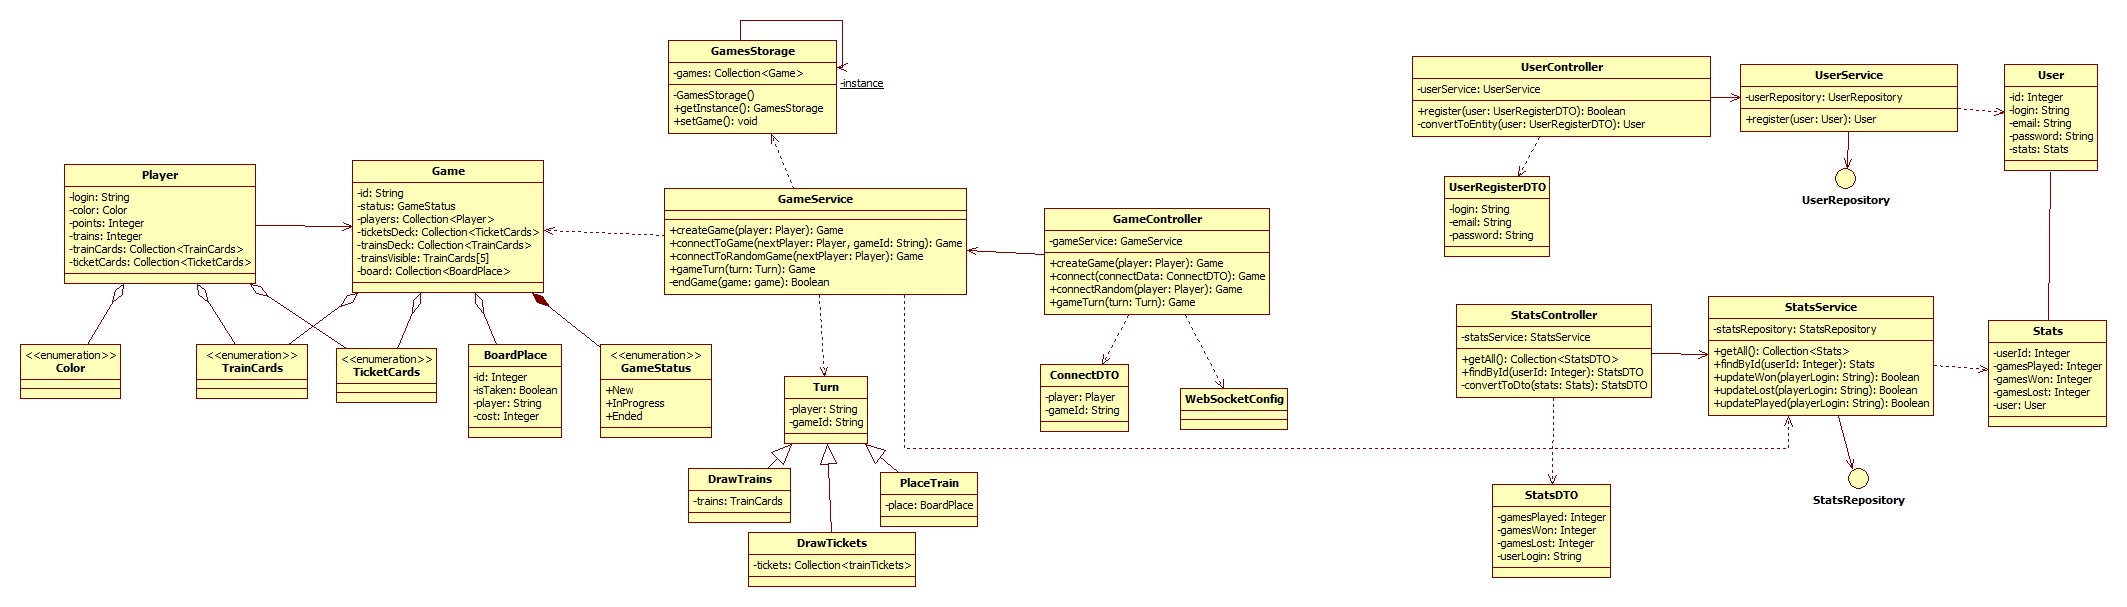 GamesStorage
-games: Collection<Game>
-GamesStorage()
+getInstance(): GamesStorage
+setGame(): void
-instance
Player
-login: String
-color: Color
-points: Integer
-trains: Integer
-trainCards: Collection<TrainCards>
-ticketCards: Collection<TicketCards>
Game
-id: String
-status: GameStatus
-players: Collection<Player>
-ticketsDeck: Collection<TicketCards>
-trainsDeck: Collection<TrainCards>
-trainsVisible: TrainCards[5]
-board: Collection<BoardPlace>
GameService
+createGame(player: Player): Game
+connectToGame(nextPlayer: Player, gameId: String): Game
+connectToRandomGame(nextPlayer: Player): Game
+gameTurn(turn: Turn): Game
-endGame(game: game): Boolean
GameController
-gameService: GameService
+createGame(player: Player): Game
+connect(connectData: ConnectDTO): Game
+connectRandom(player: Player): Game
+gameTurn(turn: Turn): Game
<<enumeration>>
Color
<<enumeration>>
TrainCards
<<enumeration>>
TicketCards
BoardPlace
-id: Integer
-isTaken: Boolean
-player: String
-cost: Integer
<<enumeration>>
GameStatus
+New
+InProgress
+Ended
Turn
-player: String
-gameId: String
DrawTrains
-trains: TrainCards
DrawTickets
-tickets: Collection<trainTickets>
PlaceTrain
-place: BoardPlace
ConnectDTO
-player: Player
-gameId: String
WebSocketConfig
UserController
-userService: UserService
+register(user: UserRegisterDTO): Boolean
-convertToEntity(user: UserRegisterDTO): User
UserService
-userRepository: UserRepository
+register(user: User): User
User
-id: Integer
-login: String
-email: String
-password: String
-stats: Stats
UserRegisterDTO
-login: String
-email: String
-password: String
UserRepository
StatsController
-statsService: StatsService
+getAll(): Collection<StatsDTO>
+findById(userId: Integer): StatsDTO
-convertToDto(stats: Stats): StatsDTO
StatsService
-statsRepository: StatsRepository
+getAll(): Collection<Stats>
+findById(userId: Integer): Stats
+updateWon(playerLogin: String): Boolean
+updateLost(playerLogin: String): Boolean
+updatePlayed(playerLogin: String): Boolean
Stats
-userId: Integer
-gamesPlayed: Integer
-gamesWon: Integer
-gamesLost: Integer
-user: User
StatsDTO
-gamesPlayed: Integer
-gamesWon: Integer
-gamesLost: Integer
-userLogin: String
StatsRepository